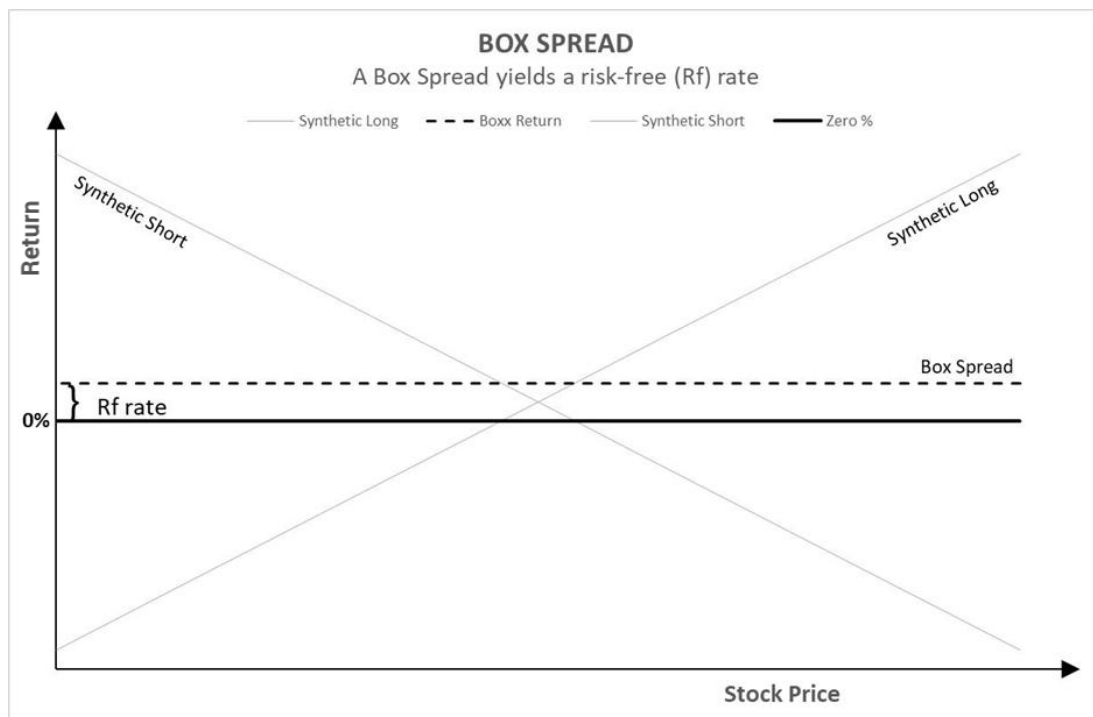 BOX SPREAD
A Box Spread yields a risk-free (Rf) rate
Synthetic Long Boxx Return Synthetic Short Zero %
Synthetic Short
Synthetic Long
Return
Box Spread
} Rf rate
0%
Stock Price